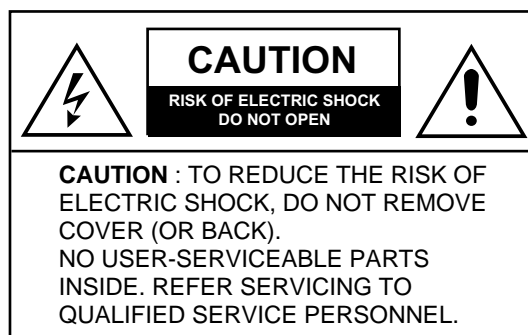 CAUTION
RISK OF ELECTRIC SHOCK
DO NOT OPEN
CAUTION : TO REDUCE THE RISK OF
ELECTRIC SHOCK, DO NOT REMOVE
COVER (OR BACK).
NO USER-SERVICEABLE PARTS
INSIDE. REFER SERVICING TO
QUALIFIED SERVICE PERSONNEL.